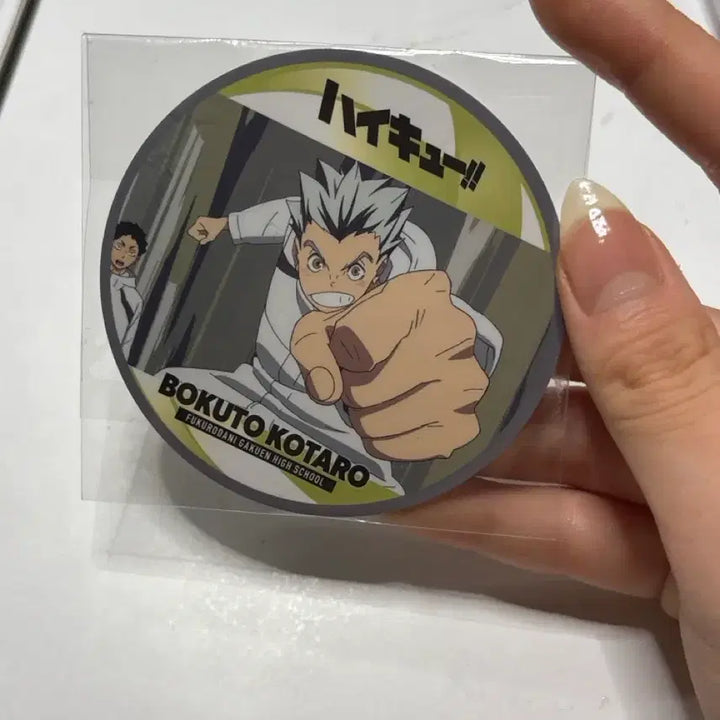 ハイキュー!!
BOKUTO KOTARO
FUKURODANI GAKUEN HIGH SCHOOL